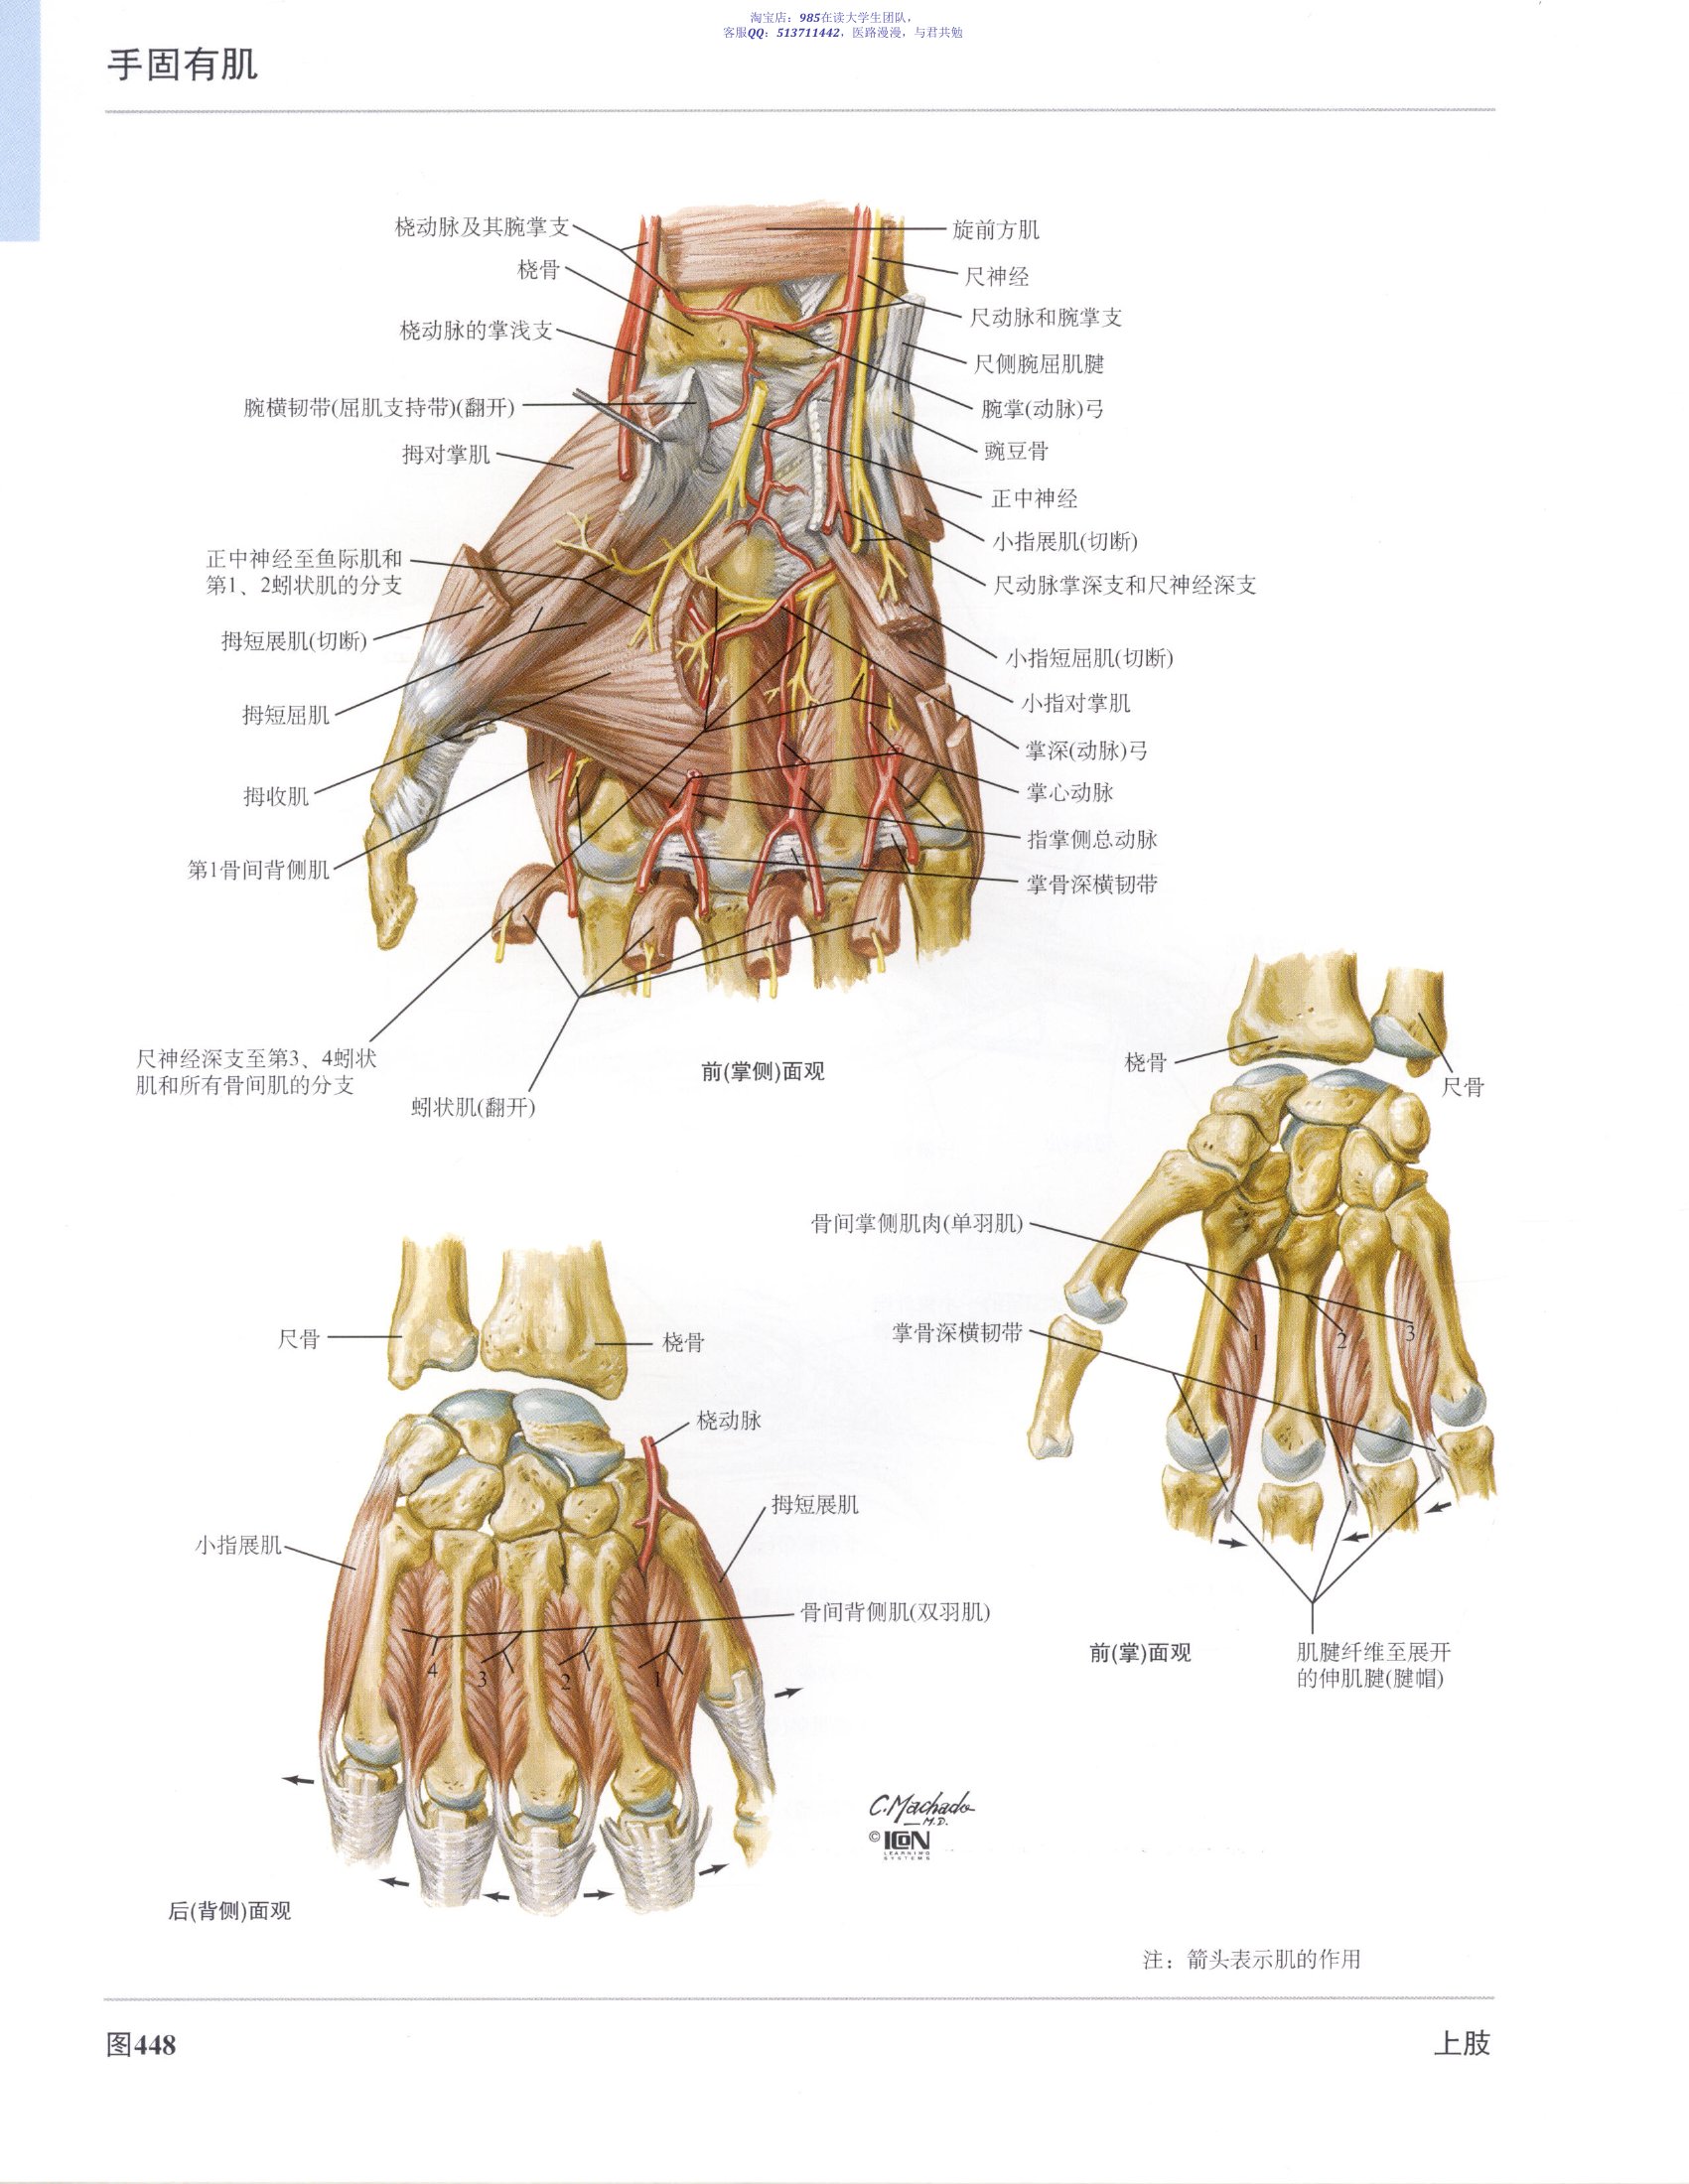 淘宝店：985在读大学生团队，
客服QQ：513711442，医路漫漫，与君共勉
手固有肌
桡动脉及其腕掌支
桡骨
桡动脉的掌浅支
腕横韧带(屈肌支持带)(翻开)
拇对掌肌
正中神经至鱼际肌和
第1、2蚓状肌的分支
拇短展肌(切断)
拇短屈肌
拇收肌
第1骨间背侧肌
尺神经深支至第3、4蚓状
肌和所有骨间肌的分支
蚓状肌(翻开)
旋前方肌
尺神经
尺动脉和腕掌支
尺侧腕屈肌腱
腕掌(动脉)弓
豌豆骨
正中神经
小指展肌(切断)
尺动脉掌深支和尺神经深支
小指短屈肌(切断)
小指对掌肌
掌深(动脉)弓
掌心动脉
指掌侧总动脉
掌骨深横韧带
前(掌侧)面观
桡骨
尺骨
骨间掌侧肌肉(单羽肌)
掌骨深横韧带
1
2
3
前(掌)面观
肌腱纤维至展开
的伸肌腱(腱帽)
尺骨
桡骨
桡动脉
拇短展肌
小指展肌
骨间背侧肌(双羽肌)
4
3
2
1
后(背侧)面观
C.Machado
M.D.
© ICON
LEARNING
SYSTEMS
注：箭头表示肌的作用
图448
上肢